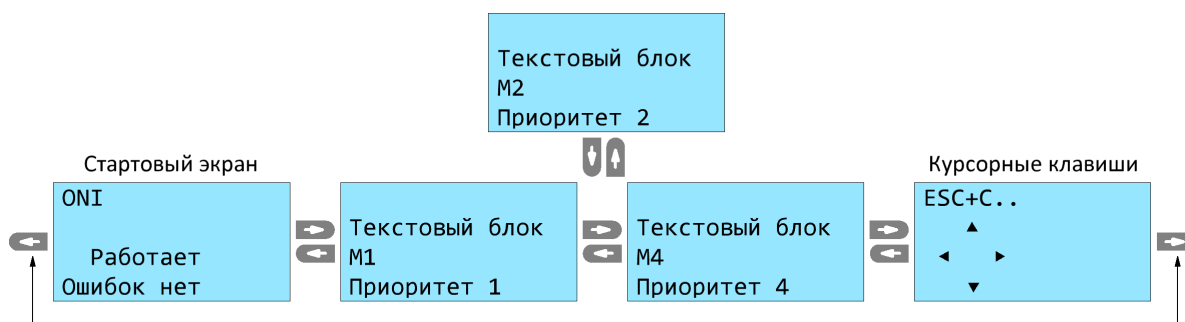 Текстовый блок
M2
Приоритет 2
Стартовый экран
Курсорные клавиши
ONI
Работает
Ошибок нет
Текстовый блок
M1
Приоритет 1
Текстовый блок
M4
Приоритет 4
ESC+C..